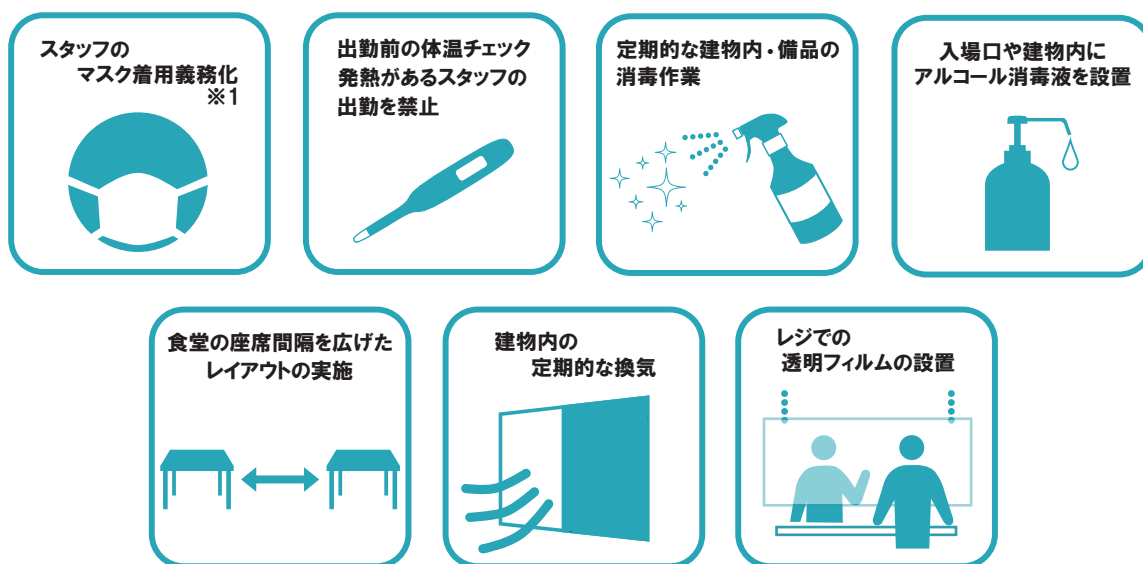 スタッフの
マスク着用義務化
※1
出勤前の体温チェック
発熱があるスタッフの
出勤を禁止
定期的な建物内・備品の
消毒作業
入場口や建物内に
アルコール消毒液を設置
食堂の座席間隔を広げた
レイアウトの実施
建物内の
定期的な換気
レジでの
透明フィルムの設置